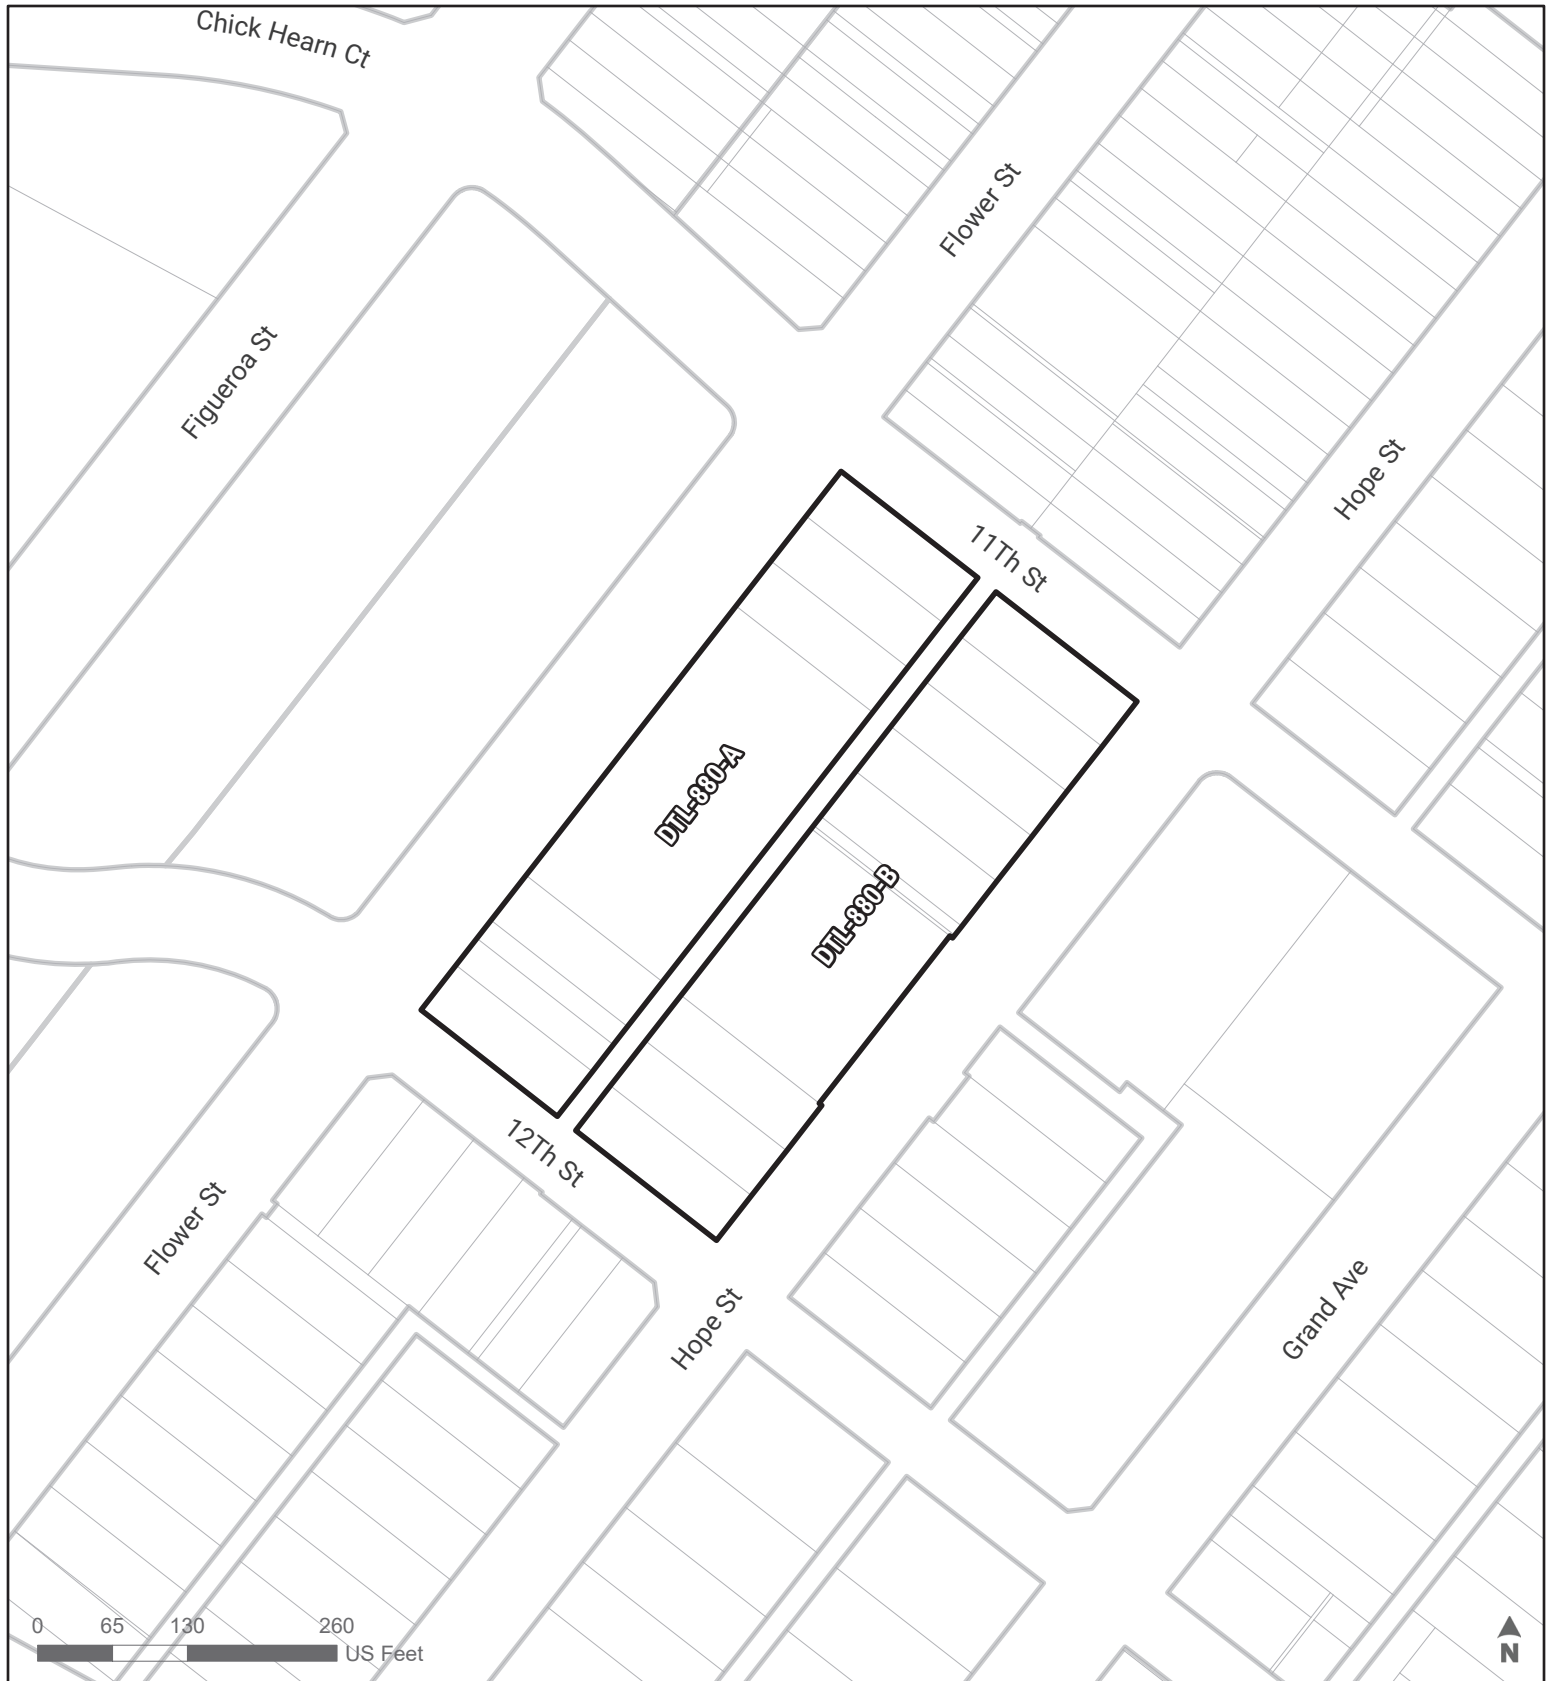 Chick Hearn Ct
Flower St
Figueroa St
Hope St
11Th St
DTL-880-A
DTL-880-B
12Th St
Flower St
Hope St
Grand Ave
0 65 130 260
US Feet
N